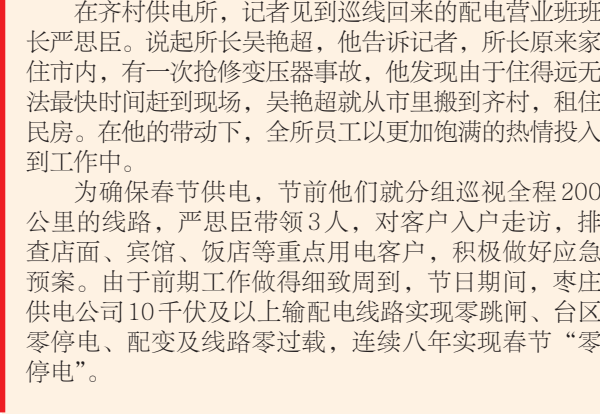 在齐村供电所，记者见到巡线回来的配电营业班班
长严思臣。说起所长吴艳超，他告诉记者，所长原来家
住市内，有一次抢修变压器事故，他发现由于住得远无
法最快时间赶到现场，吴艳超就从市里搬到齐村，租住
民房。在他的带动下，全所员工以更加饱满的热情投入
到工作中。
为确保春节供电，节前他们就分组巡视全程200
公里的线路，严思臣带领3人，对客户入户走访，排
查店面、宾馆、饭店等重点用电客户，积极做好应急
预案。由于前期工作做得细致周到，节日期间，枣庄
供电公司10千伏及以上输配电线路实现零跳闸、台区
零停电、配变及线路零过载，连续八年实现春节“零
停电”。